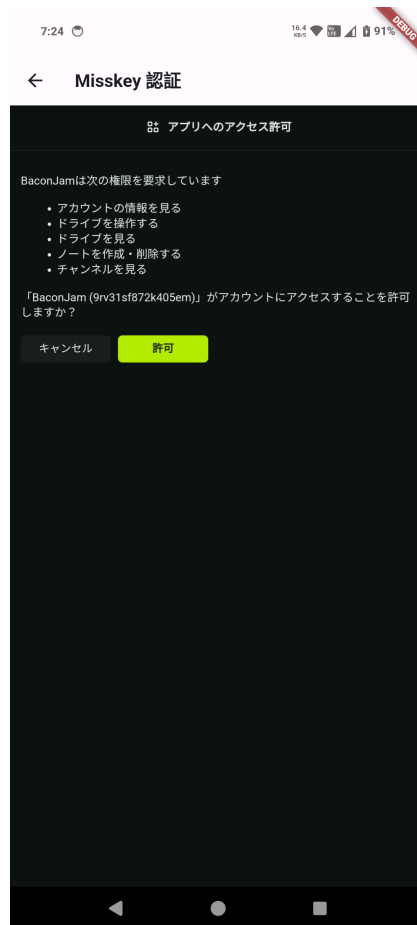 7:24
16.4
KB/S
Vo
LTE
91%
DEBUG
Misskey 認証
アプリへのアクセス許可
BaconJamは次の権限を要求しています
• アカウントの情報を見る
• ドライブを操作する
• ドライブを見る
• ノートを作成・削除する
• チャンネルを見る
「BaconJam (9rv31sf872k405em)」がアカウントにアクセスすることを許可
しますか？
キャンセル
許可